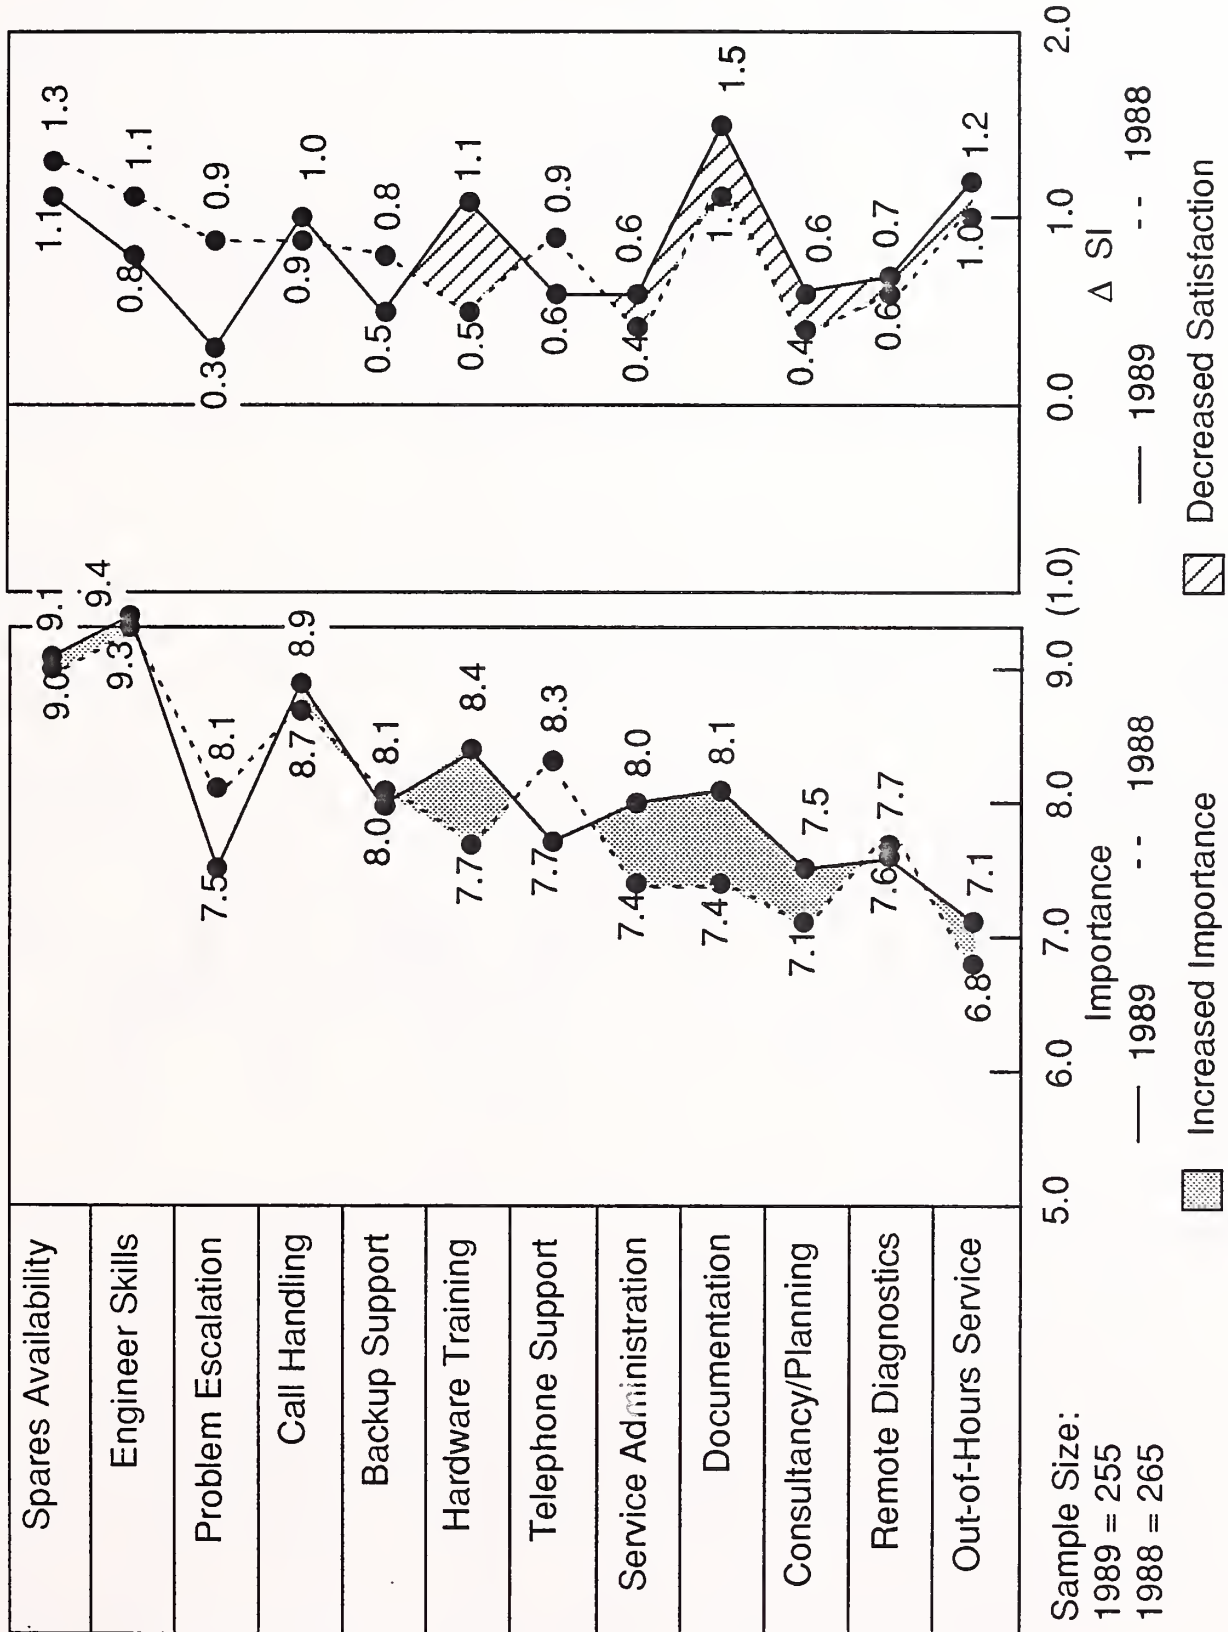 Spares Availability 9.0 9.1 1.1 1.3
Engineer Skills 9.3 9.4 0.8 1.1
Problem Escalation 7.5 8.1 0.3 0.9
Call Handling 8.7 8.9 0.9 1.0
Backup Support 8.0 8.1 0.5 0.8
Hardware Training 7.7 8.4 0.5 1.1
Telephone Support 7.7 8.3 0.6 0.9
Service Administration 7.4 8.0 0.4 0.6
Documentation 7.4 8.1 1.5
Consultancy/Planning 7.1 7.5 0.4 0.6
Remote Diagnostics 7.6 7.7 0.6 0.7
Out-of-Hours Service 6.8 7.1 1.0 1.2
5.0 6.0 7.0 8.0 9.0 (1.0) 0.0 1.0 2.0
Importance
Δ SI
1989 -- 1988
1989 -- 1988
Increased Importance
Decreased Satisfaction
Sample Size:
1989 = 255
1988 = 265